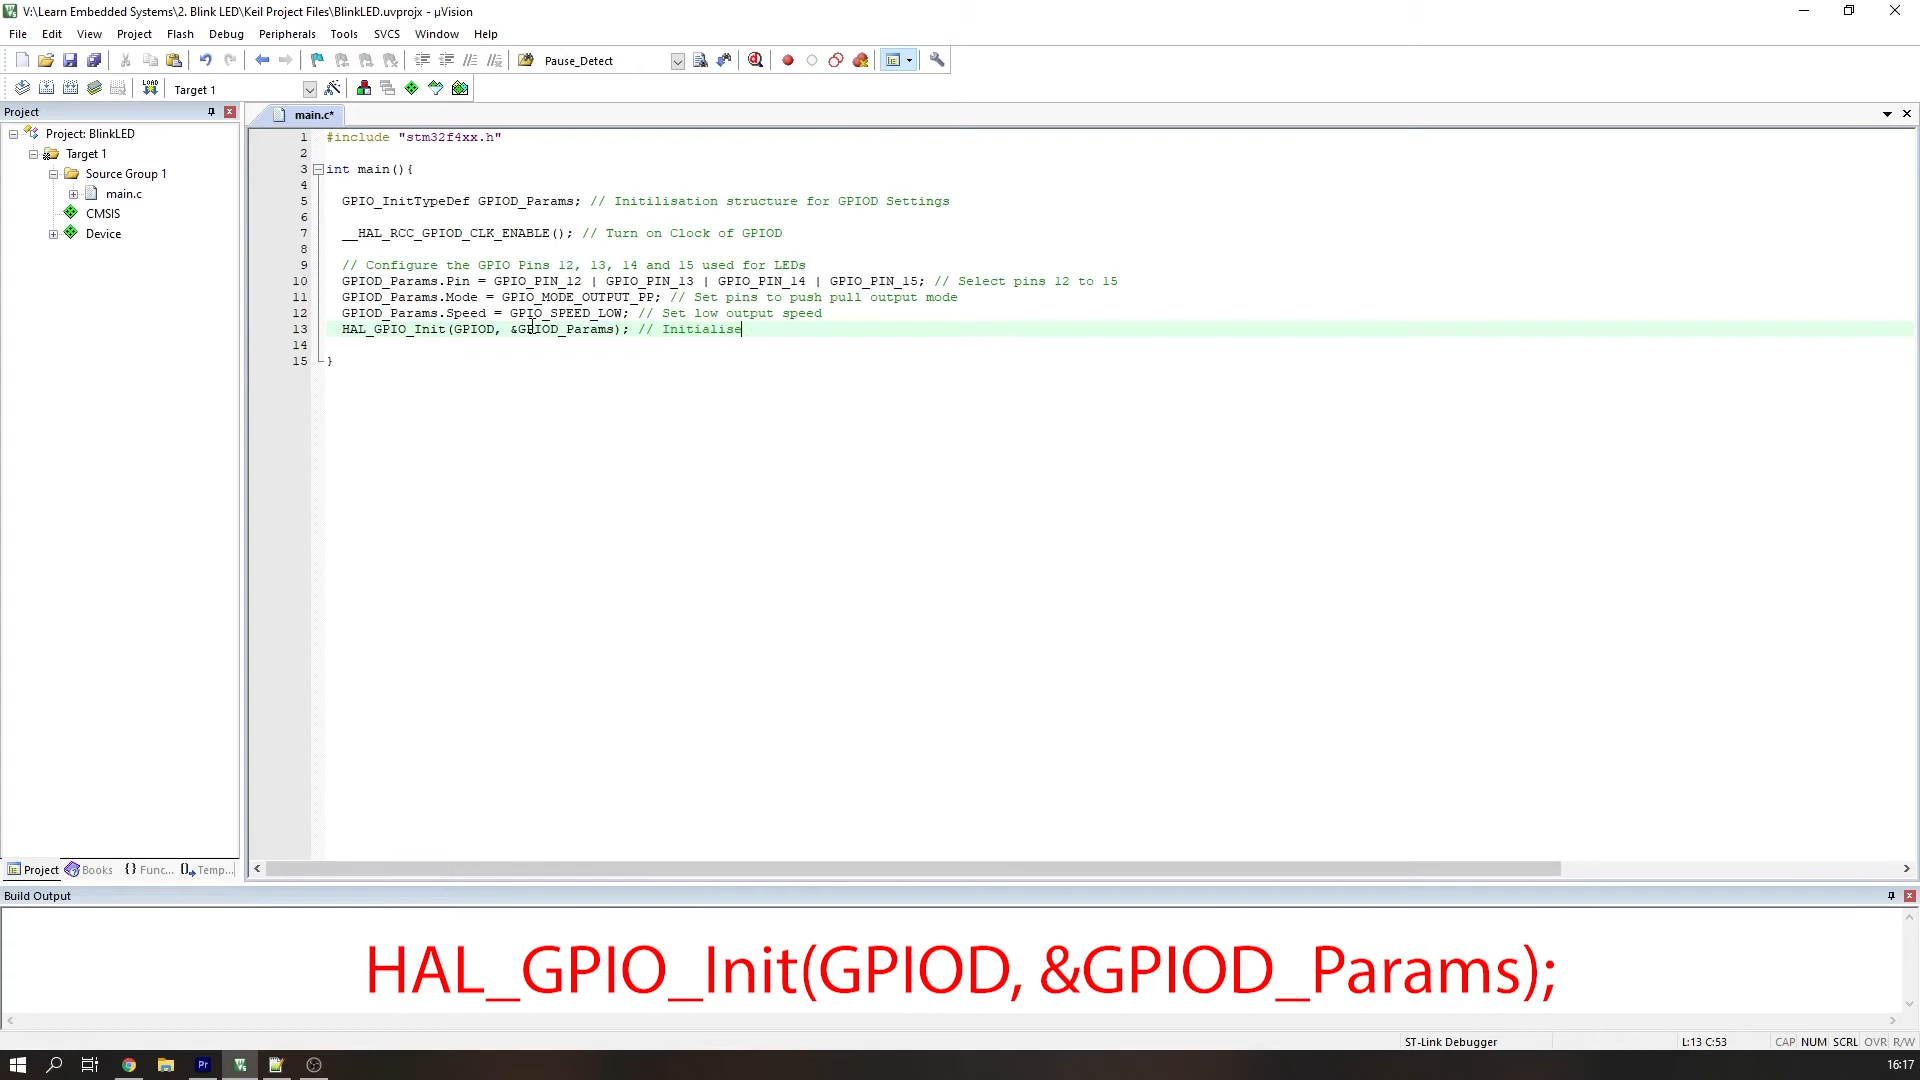 V:\Learn Embedded Systems\2. Blink LED\Keil Project Files\BlinkLED.uvprojx - µVision
File Edit View Project Flash Debug Peripherals Tools SVCS Window Help
Pause_Detect
LOAD Target 1
Project
main.c*
Project: BlinkLED
Target 1
Source Group 1
main.c
CMSIS
Device
1 #include "stm32f4xx.h"
2
3 int main(){
4
5 GPIO_InitTypeDef GPIOD_Params; // Initilisation structure for GPIOD Settings
6
7 __HAL_RCC_GPIOD_CLK_ENABLE(); // Turn on Clock of GPIOD
8
9 // Configure the GPIO Pins 12, 13, 14 and 15 used for LEDs
10 GPIOD_Params.Pin = GPIO_PIN_12 | GPIO_PIN_13 | GPIO_PIN_14 | GPIO_PIN_15; // Select pins 12 to 15
11 GPIOD_Params.Mode = GPIO_MODE_OUTPUT_PP; // Set pins to push pull output mode
12 GPIOD_Params.Speed = GPIO_SPEED_LOW; // Set low output speed
13 HAL_GPIO_Init(GPIOD, &GPIOD_Params); // Initialise
14
15 }
Project Books {} Func... Temp...
Build Output
HAL_GPIO_Init(GPIOD, &GPIOD_Params);
ST-Link Debugger L:13 C:53 CAP NUM SCRL OVR R/W
Pr
16:17